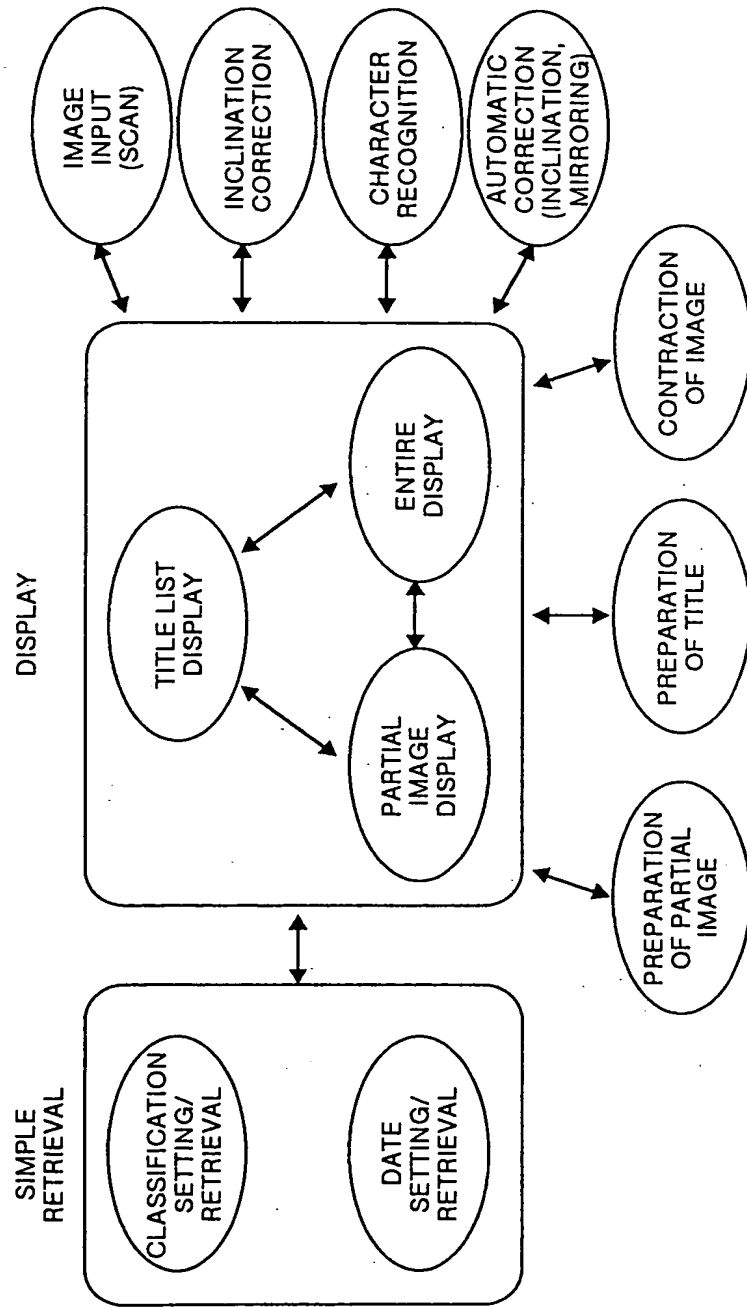 SIMPLE
RETRIEVAL
CLASSIFICATION
SETTING/
RETRIEVAL
DATE
SETTING/
RETRIEVAL
DISPLAY
TITLE LIST
DISPLAY
PARTIAL
IMAGE
DISPLAY
ENTIRE
DISPLAY
IMAGE
INPUT
(SCAN)
INCLINATION
CORRECTION
CHARACTER
RECOGNITION
AUTOMATIC
CORRECTION
(INCLINATION,
MIRRORING)
PREPARATION
OF PARTIAL
IMAGE
PREPARATION
OF TITLE
CONTRACTION
OF IMAGE